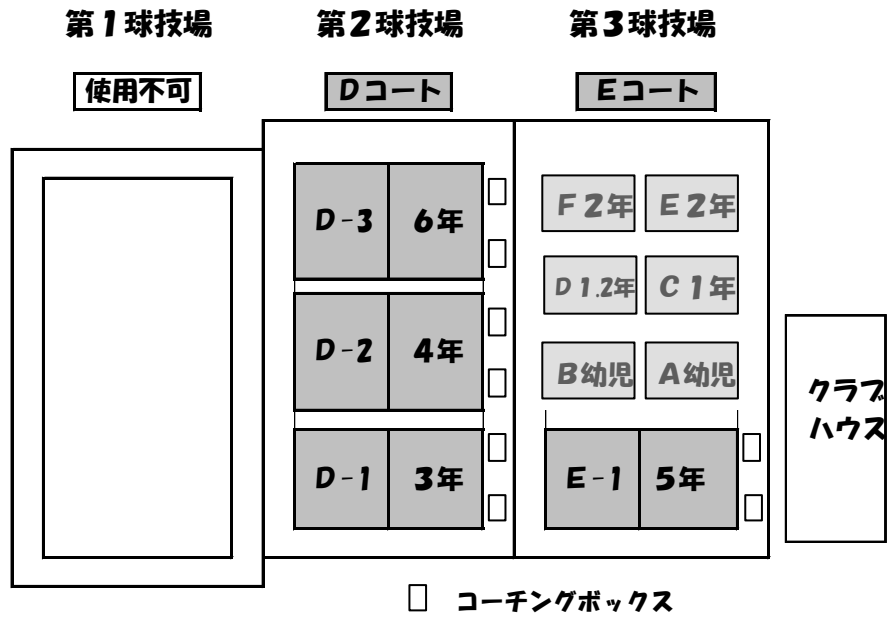 第1球技場 第2球技場 第3球技場
使用不可 Dコート Eコート
D-3 6年 F2年 E2年
D1.2年 C1年
D-2 4年
B幼児 A幼児
クラブ
ハウス
D-1 3年 E-1 5年
コーチングボックス